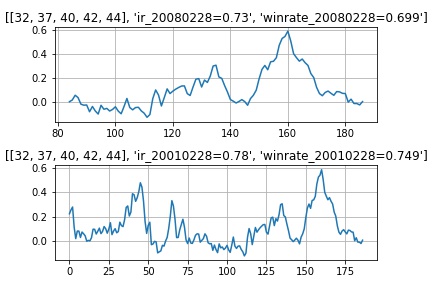 [[32, 37, 40, 42, 44], 'ir_20080228=0.73', 'winrate_20080228=0.699']
0.6
0.4
0.2
0.0
80 100 120 140 160 180
[[32, 37, 40, 42, 44], 'ir_20010228=0.78', 'winrate_20010228=0.749']
0.6
0.4
0.2
0.0
0 25 50 75 100 125 150 175